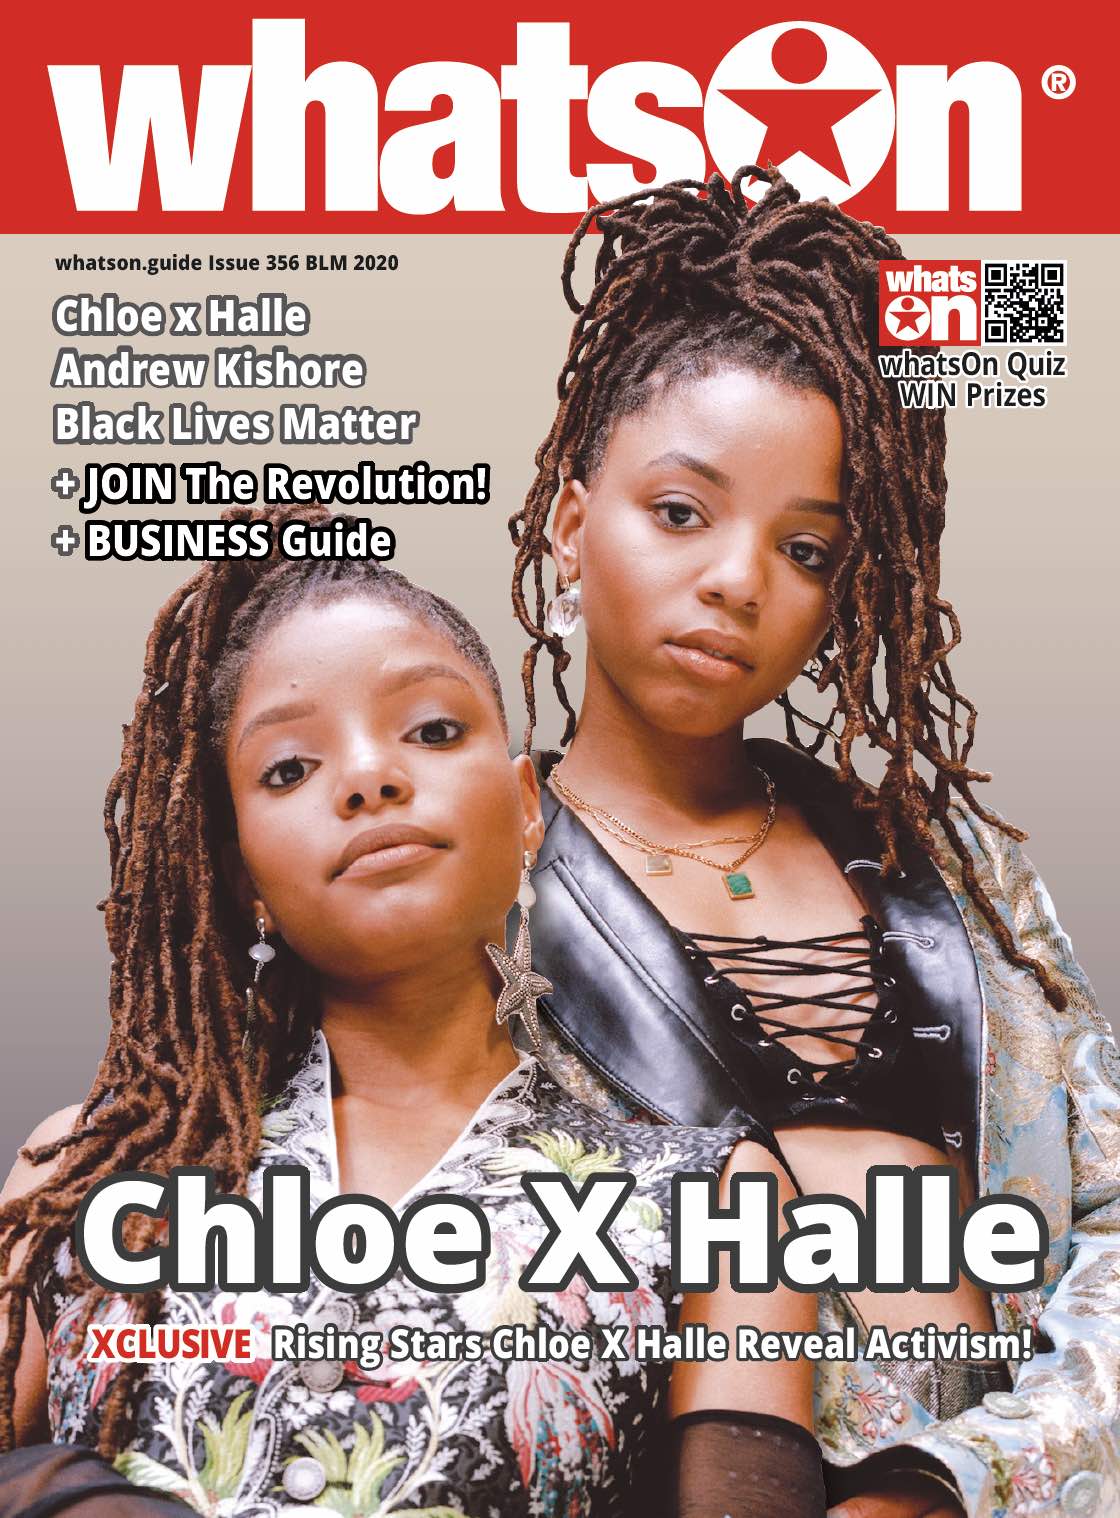 whatsOn ®
whatson.guide Issue 356 BLM 2020
Chloe x Halle
Andrew Kishore
Black Lives Matter
+ JOIN The Revolution!
+ BUSINESS Guide
whats
on
whatsOn Quiz
WIN Prizes
Chloe X Halle
XCLUSIVE Rising Stars Chloe X Halle Reveal Activism!